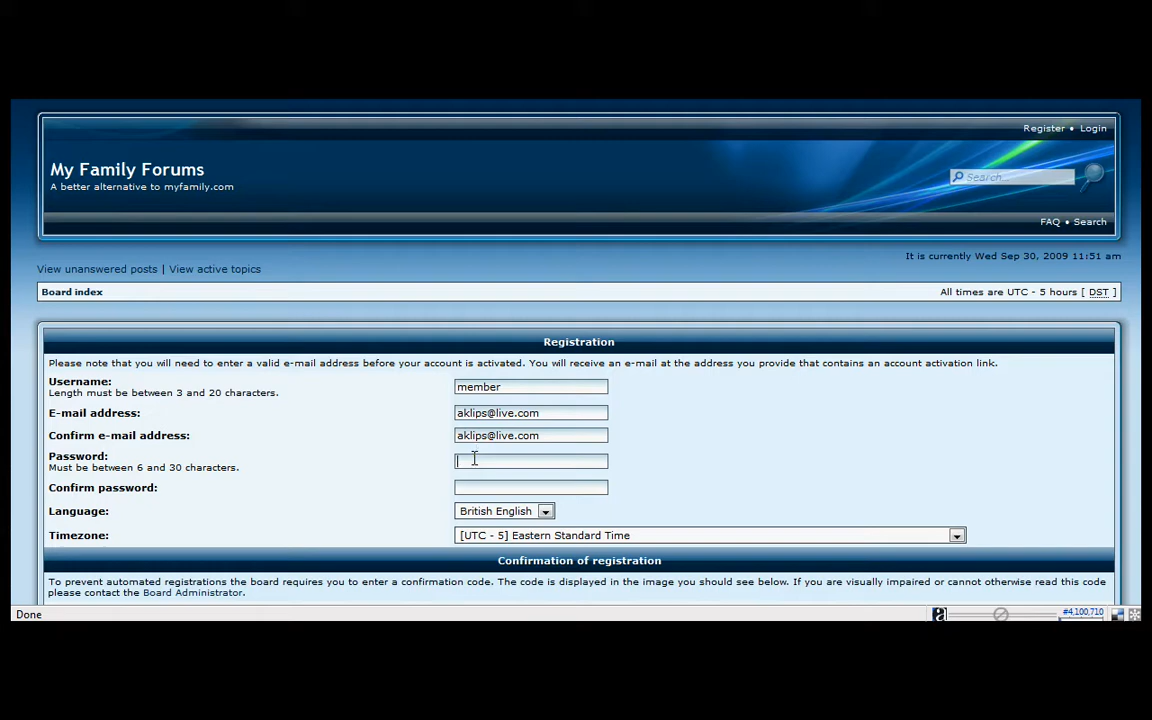 Register • Login
My Family Forums
A better alternative to myfamily.com
Search...
FAQ • Search
It is currently Wed Sep 30, 2009 11:51 am
View unanswered posts | View active topics
Board index
All times are UTC - 5 hours [ DST ]
Registration
Please note that you will need to enter a valid e-mail address before your account is activated. You will receive an e-mail at the address you provide that contains an account activation link.
Username:
Length must be between 3 and 20 characters.
member
E-mail address:
aklips@live.com
Confirm e-mail address:
aklips@live.com
Password:
Must be between 6 and 30 characters.
Confirm password:
Language:
British English
Timezone:
[UTC - 5] Eastern Standard Time
Confirmation of registration
To prevent automated registrations the board requires you to enter a confirmation code. The code is displayed in the image you should see below. If you are visually impaired or cannot otherwise read this code
please contact the Board Administrator.
Done
a
#4,100,710